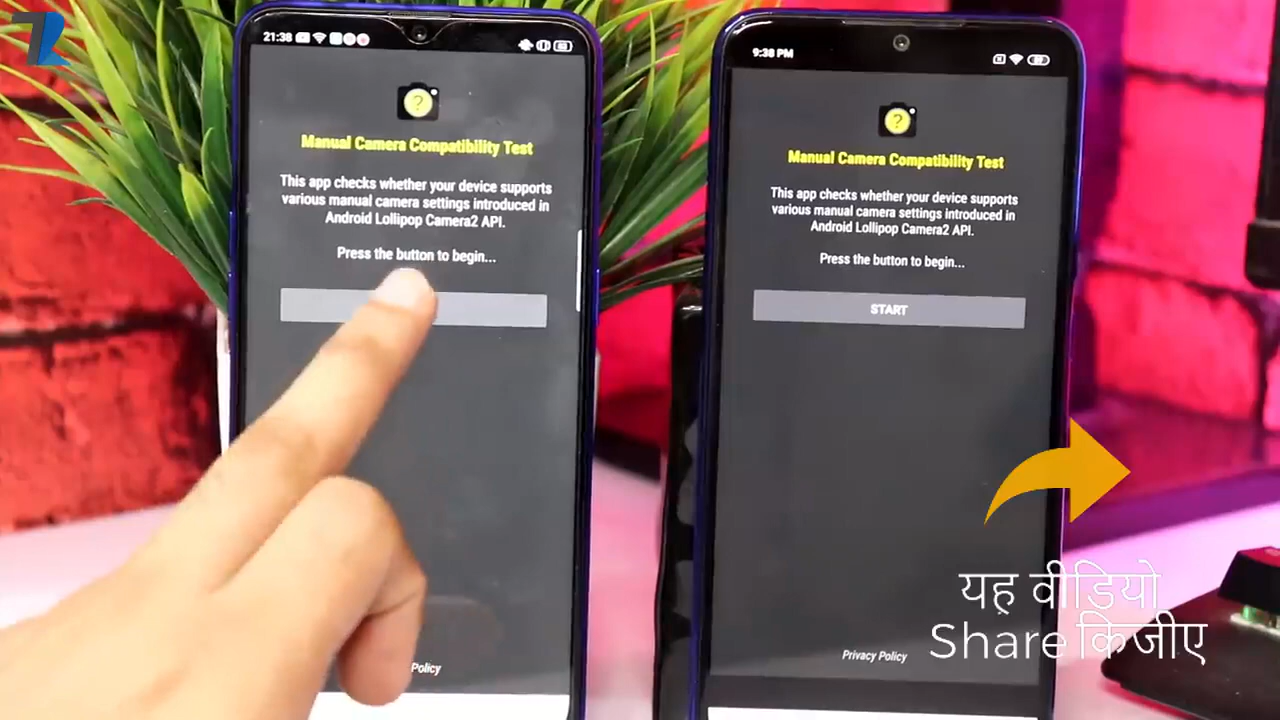 21:38
Manual Camera Compatibility Test
This app checks whether your device supports
various manual camera settings introduced in
Android Lollipop Camera2 API.
Press the button to begin...
Policy
9:38 PM
Manual Camera Compatibility Test
This app checks whether your device supports
various manual camera settings introduced in
Android Lollipop Camera2 API.
Press the button to begin...
START
Privacy Policy
यह वीडियो
Share किजीए